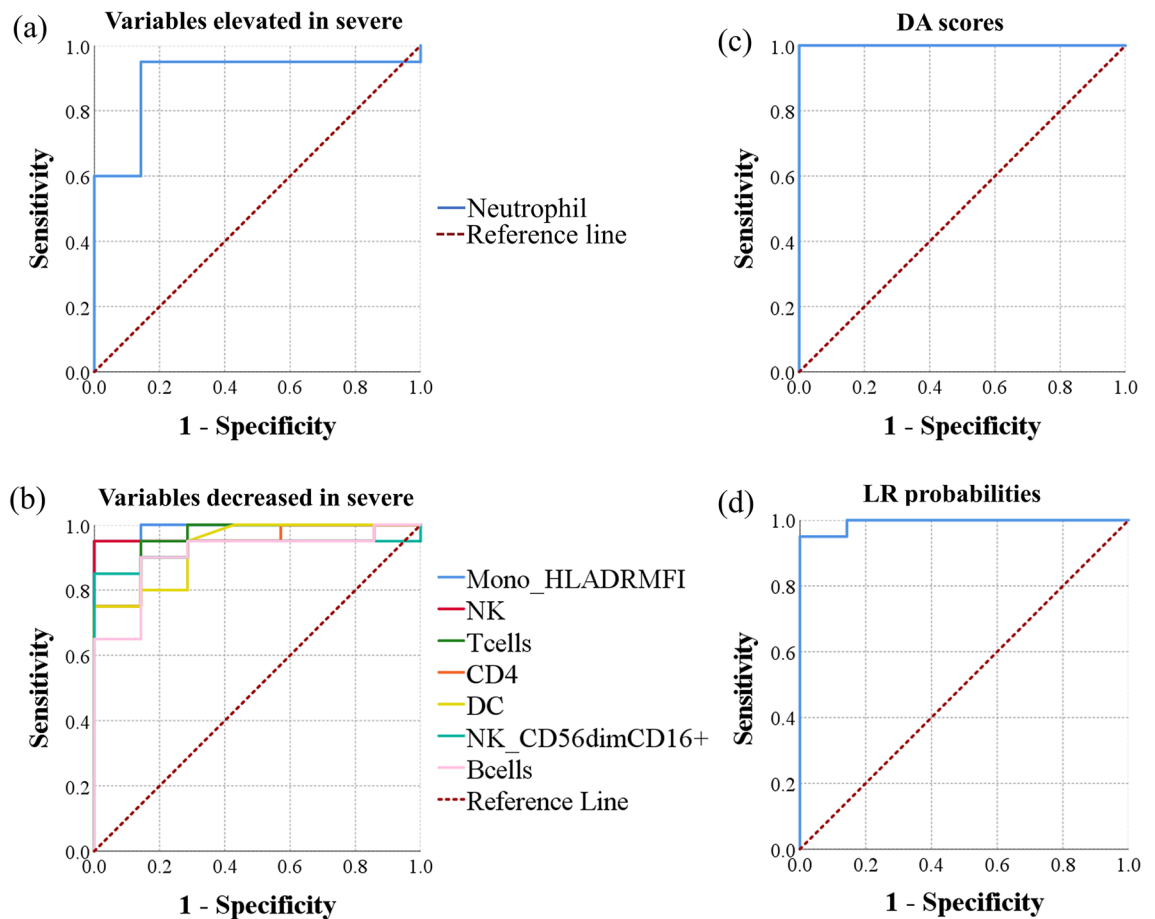 (a)
Variables elevated in severe
1.0
0.8
0.6
0.4
0.2
0.0
0.0 0.2 0.4 0.6 0.8 1.0
Sensitivity
1 - Specificity
Neutrophil
Reference line
(b)
Variables decreased in severe
1.0
0.8
0.6
0.4
0.2
0.0
0.0 0.2 0.4 0.6 0.8 1.0
Sensitivity
1 - Specificity
Mono_HLADRMFI
NK
Tcells
CD4
DC
NK_CD56dimCD16+
Bcells
Reference Line
(c)
DA scores
1.0
0.8
0.6
0.4
0.2
0.0
0.0 0.2 0.4 0.6 0.8 1.0
Sensitivity
1 - Specificity
(d)
LR probabilities
1.0
0.8
0.6
0.4
0.2
0.0
0.0 0.2 0.4 0.6 0.8 1.0
Sensitivity
1 - Specificity